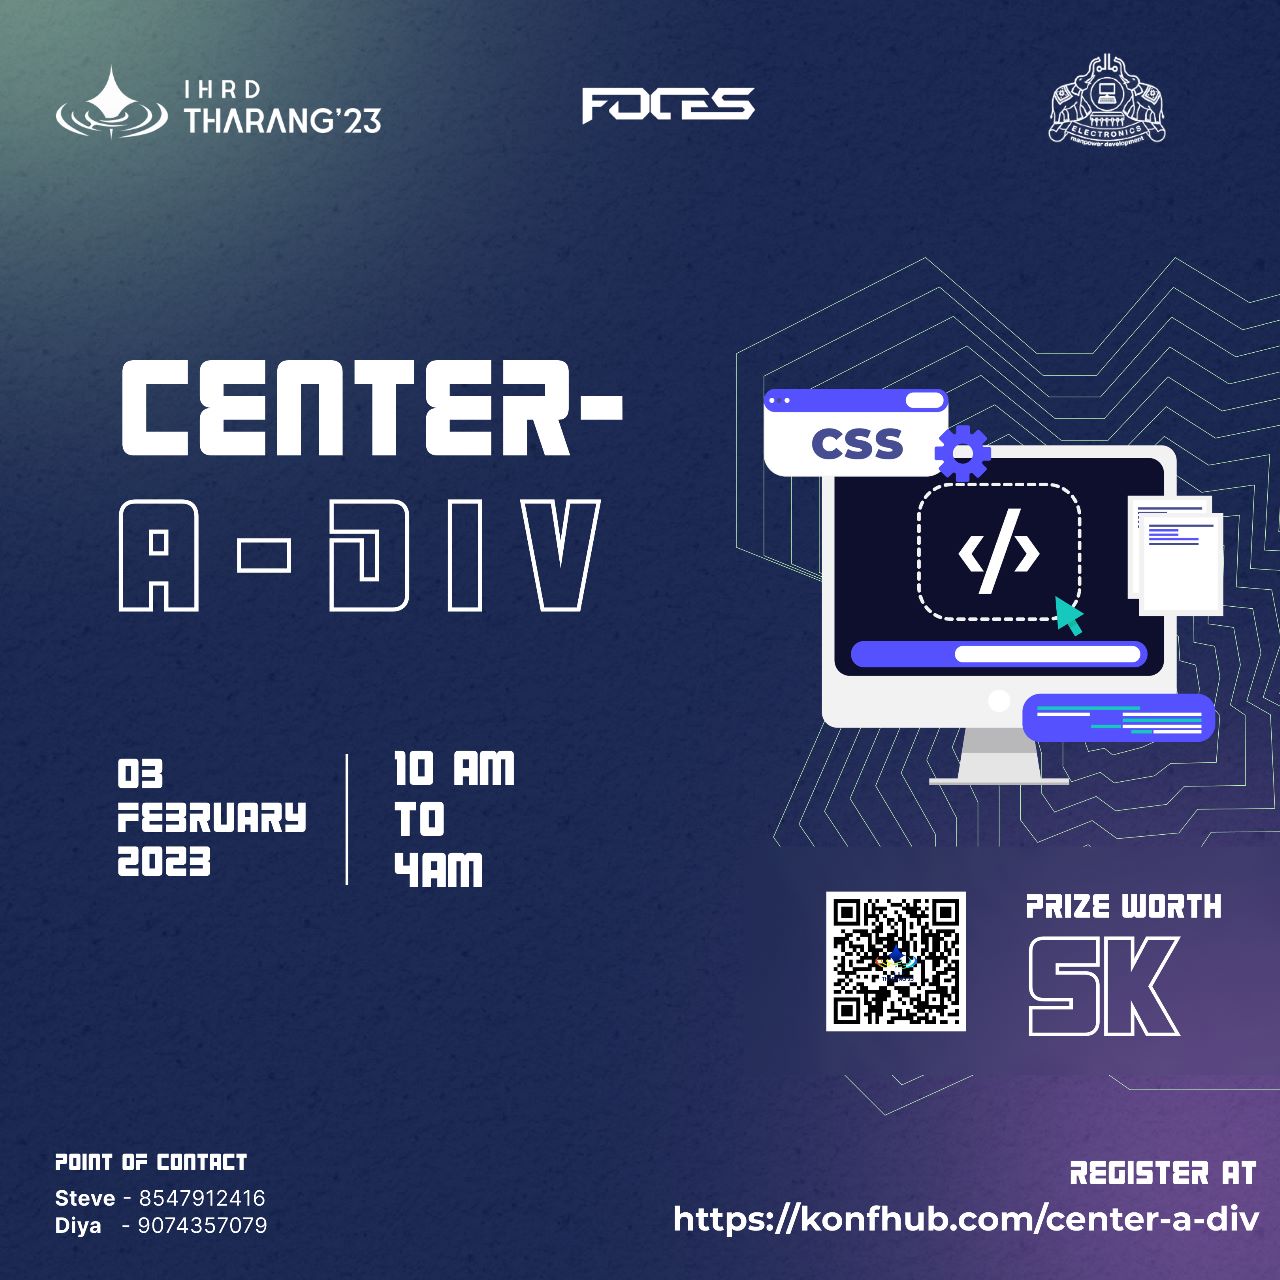 IHRD
THARANG'23
FOCES
ELECTRONICS
manpower development
CENTER-
A-DIV
CSS
</>
03
FEBRUARY
2023
10 AM
TO
4AM
PRIZE WORTH
5K
POINT OF CONTACT
Steve - 8547912416
Diya - 9074357079
REGISTER AT
https://konfhub.com/center-a-div